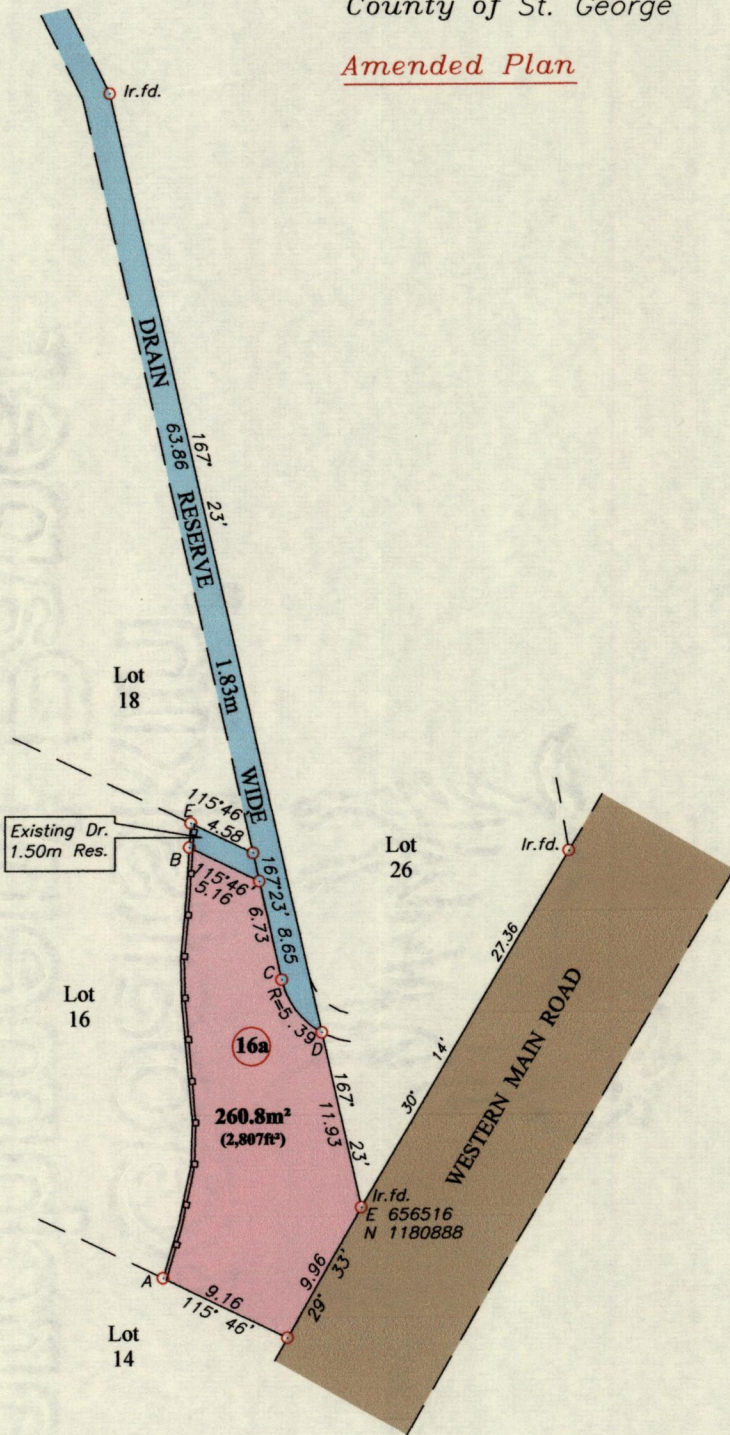 County of St. George
Amended Plan
Ir.fd.
DRAIN
63.86
167°
23'
RESERVE
1.83m
WIDE
Lot
18
115°46'
4.58
E
Existing Dr.
1.50m Res.
B
115°46'
5.16
167°23'
8.65
6.73
Lot
26
Ir.fd.
27.36
Lot
16
C
R=5.39
D
16a
260.8m²
(2,807ft²)
167°
11.93
23'
30°
14'
WESTERN MAIN ROAD
Ir.fd.
E 656516
N 1180888
A
9.16
115° 46'
9.96
29°
33'
Lot
14